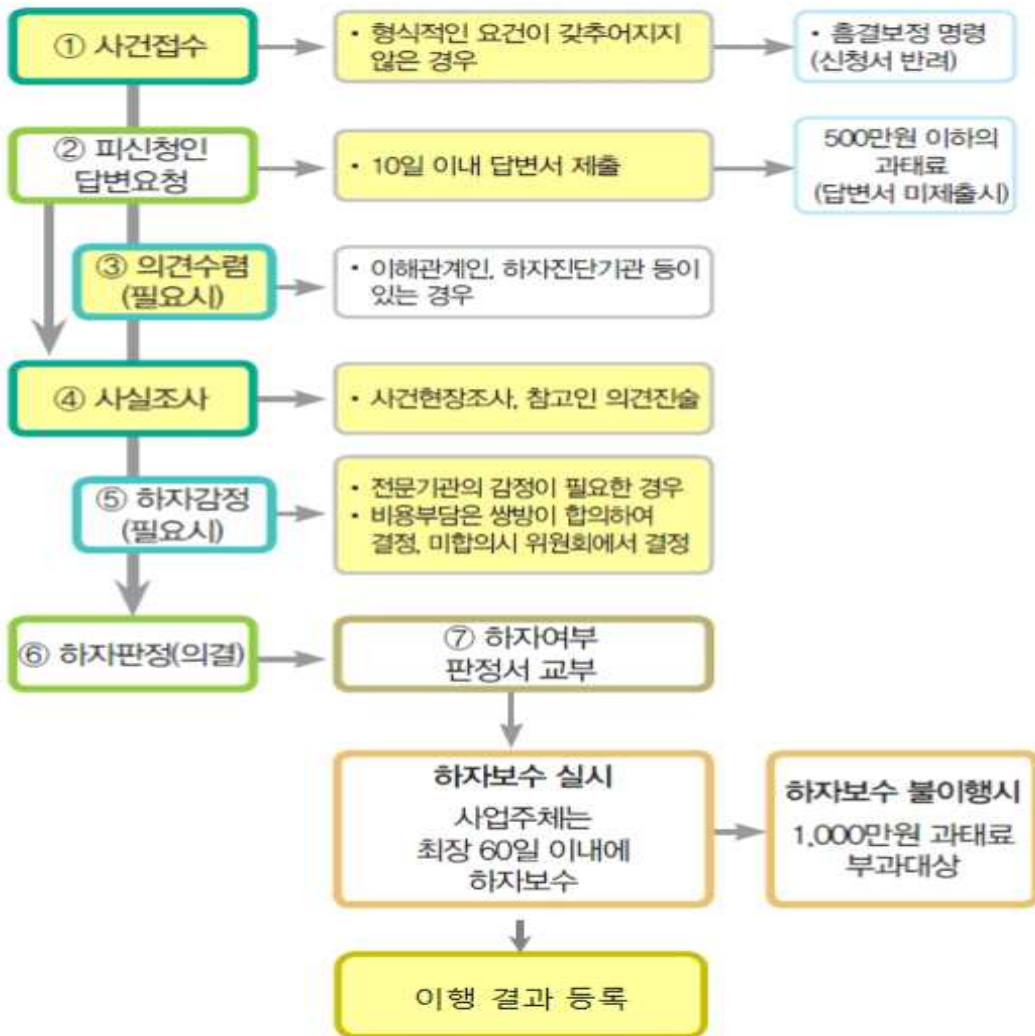 ① 사건접수
• 형식적인 요건이 갖추어지지
않은 경우
• 흠결보정 명령
(신청서 반려)
② 피신청인
답변요청
• 10일 이내 답변서 제출
500만원 이하의
과태료
(답변서 미제출시)
③ 의견수렴
(필요시)
• 이해관계인, 하자진단기관 등이
있는 경우
④ 사실조사
• 사건현장조사, 참고인 의견진술
⑤ 하자감정
(필요시)
• 전문기관의 감정이 필요한 경우
• 비용부담은 쌍방이 합의하여
결정, 미합의시 위원회에서 결정
⑥ 하자판정(의결)
⑦ 하자여부
판정서 교부
하자보수 실시
사업주체는
최장 60일 이내에
하자보수
하자보수 불이행시
1,000만원 과태료
부과대상
이행 결과 등록